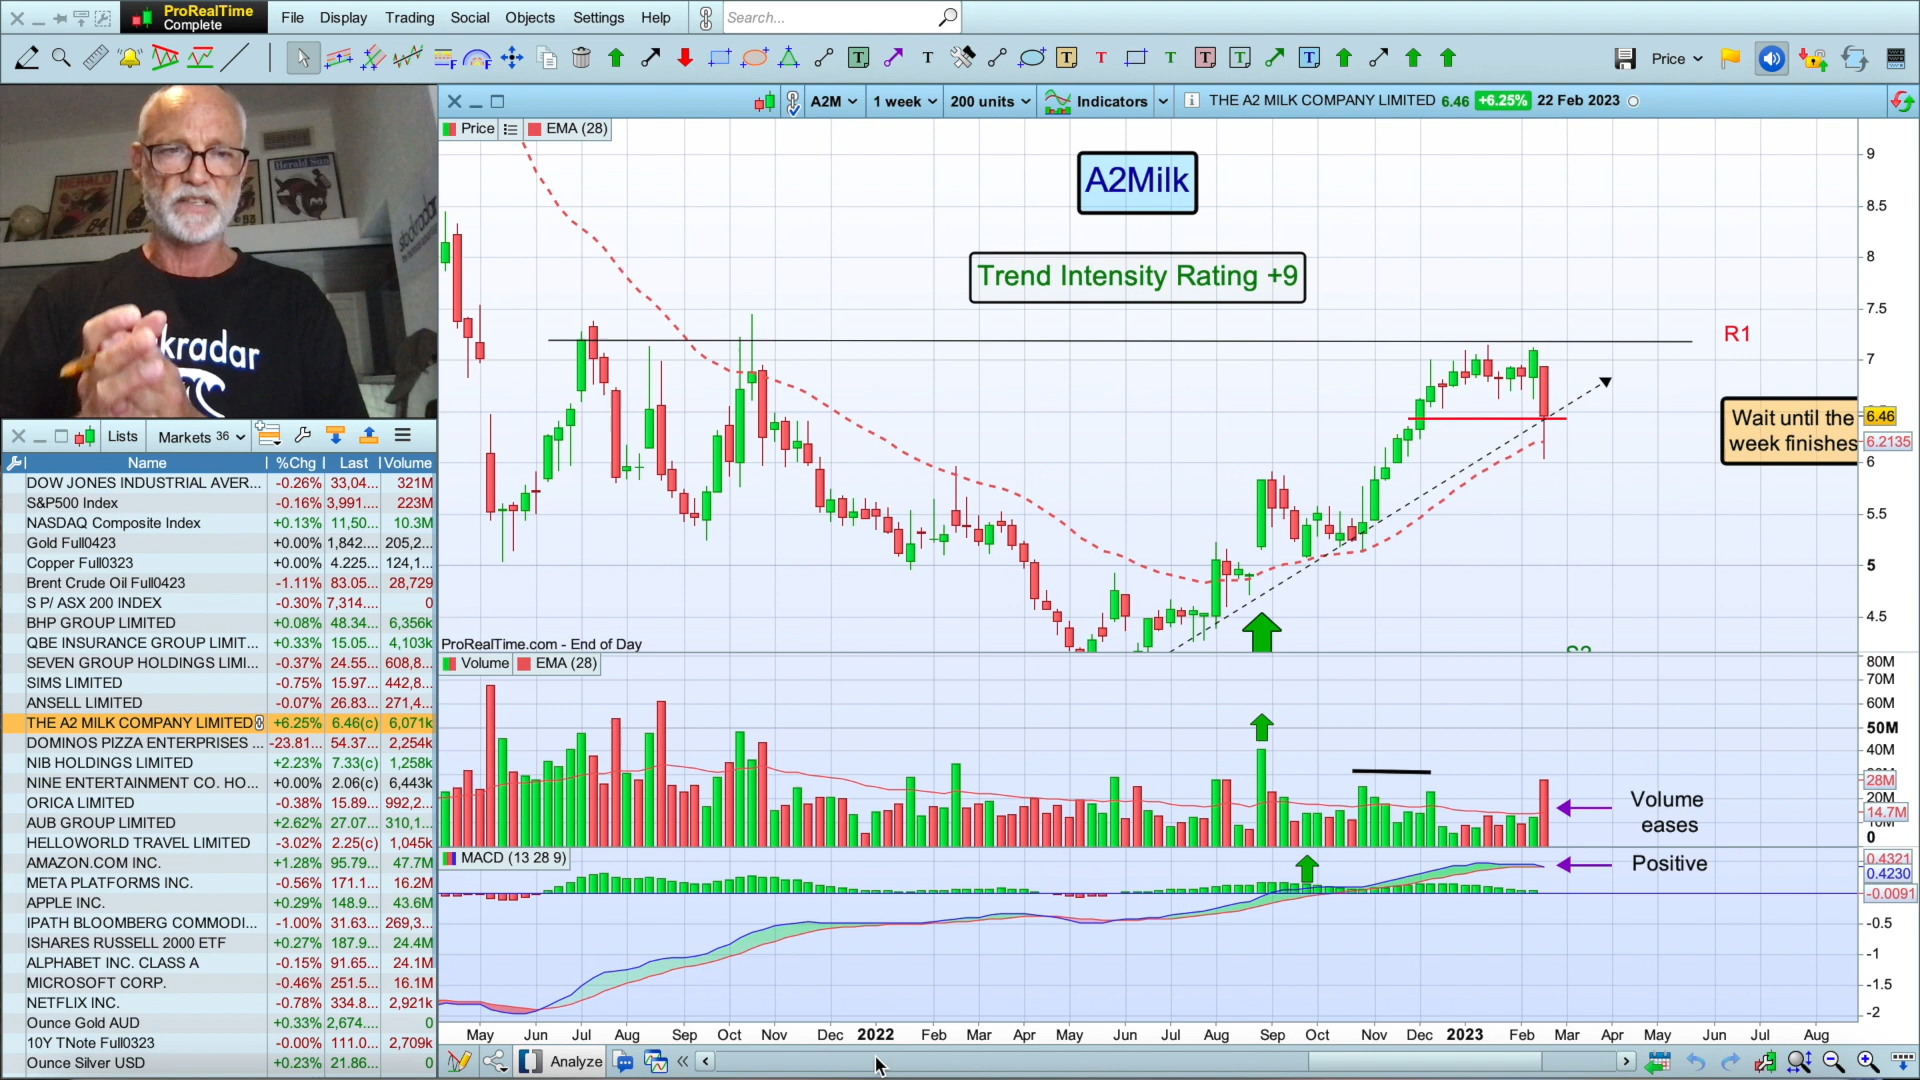 ProRealTime
Complete
File Display Trading Social Objects Settings Help
Search...
Price
A2M 1 week 200 units Indicators THE A2 MILK COMPANY LIMITED 6.46 +6.25% 22 Feb 2023
Price EMA (28)
A2Milk
Trend Intensity Rating +9
R1
Wait until the
week finishes
9
8.5
8
7.5
7
6.46
6.2135
6
5.5
5
4.5
ProRealTime.com - End of Day
Herald Sun
HERALD
stockradar
kradar
Volume EMA (28)
80M
70M
60M
50M
40M
28M
20M
14.7M
0
Volume
eases
MACD (13 28 9)
Positive
0.4321
0.4230
-0.0091
-0.5
-1
-1.5
-2
May Jun Jul Aug Sep Oct Nov Dec 2022 Feb Mar Apr May Jun Jul Aug Sep Oct Nov Dec 2023 Feb Mar Apr May Jun Jul Aug
Analyze
Lists Markets 36
Name %Chg Last Volume
DOW JONES INDUSTRIAL AVER... -0.26% 33,04... 321M
S&P500 Index -0.16% 3,991.... 223M
NASDAQ Composite Index +0.13% 11,50... 10.3M
Gold Full0423 +0.00% 1,842.... 205,2...
Copper Full0323 +0.00% 4.225... 124,1...
Brent Crude Oil Full0423 -1.11% 83.05... 28,729
S P/ ASX 200 INDEX -0.30% 7,314.... 0
BHP GROUP LIMITED +0.08% 48.34... 6,356k
QBE INSURANCE GROUP LIMIT... +0.33% 15.05... 4,103k
SEVEN GROUP HOLDINGS LIMI... -0.37% 24.55... 608,8...
SIMS LIMITED -0.75% 15.97... 442,8...
ANSELL LIMITED -0.07% 26.83... 271,4...
THE A2 MILK COMPANY LIMITED +6.25% 6.46(c) 6,071k
DOMINOS PIZZA ENTERPRISES ... -23.81... 54.37... 2,254k
NIB HOLDINGS LIMITED +2.23% 7.33(c) 1,258k
NINE ENTERTAINMENT CO. HO... +0.00% 2.06(c) 6,443k
ORICA LIMITED -0.38% 15.89... 992,2...
AUB GROUP LIMITED +2.62% 27.07... 310,1...
HELLOWORLD TRAVEL LIMITED -3.02% 2.25(c) 1,045k
AMAZON.COM INC. +1.28% 95.79... 47.7M
META PLATFORMS INC. -0.56% 171.1... 16.2M
APPLE INC. +0.29% 148.9... 43.6M
IPATH BLOOMBERG COMMODI... -1.00% 31.63... 269,3...
ISHARES RUSSELL 2000 ETF +0.27% 187.9... 24.4M
ALPHABET INC. CLASS A -0.15% 91.65... 24.1M
MICROSOFT CORP. -0.46% 251.5... 16.1M
NETFLIX INC. -0.78% 334.8... 2,921k
Ounce Gold AUD +0.33% 2,674.... 0
10Y TNote Full0323 -0.00% 111.0... 2,709k
Ounce Silver USD +0.23% 21.86... 0